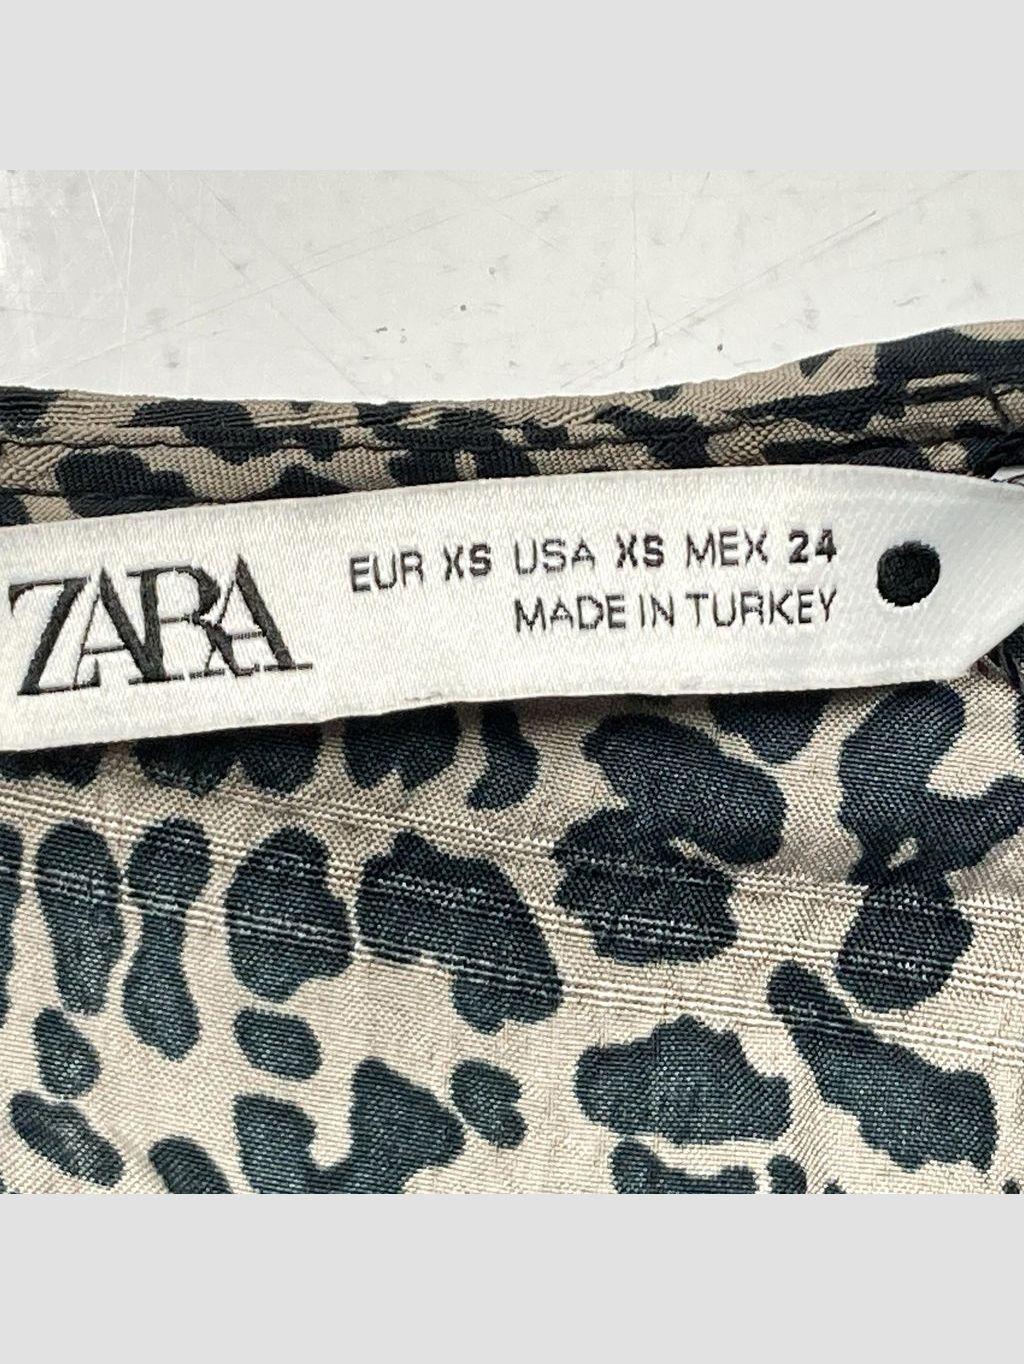 ZARA
EUR XS USA XS MEX 24
MADE IN TURKEY